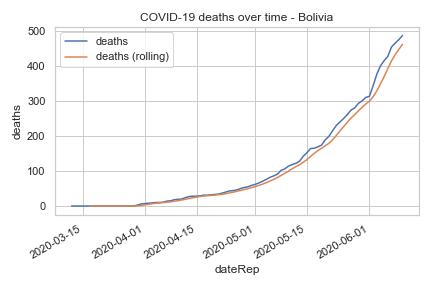 COVID-19 deaths over time - Bolivia
deaths
deaths (rolling)
500
400
300
200
100
0
deaths
2020-03-15
2020-04-01
2020-04-15
2020-05-01
2020-05-15
2020-06-01
dateRep